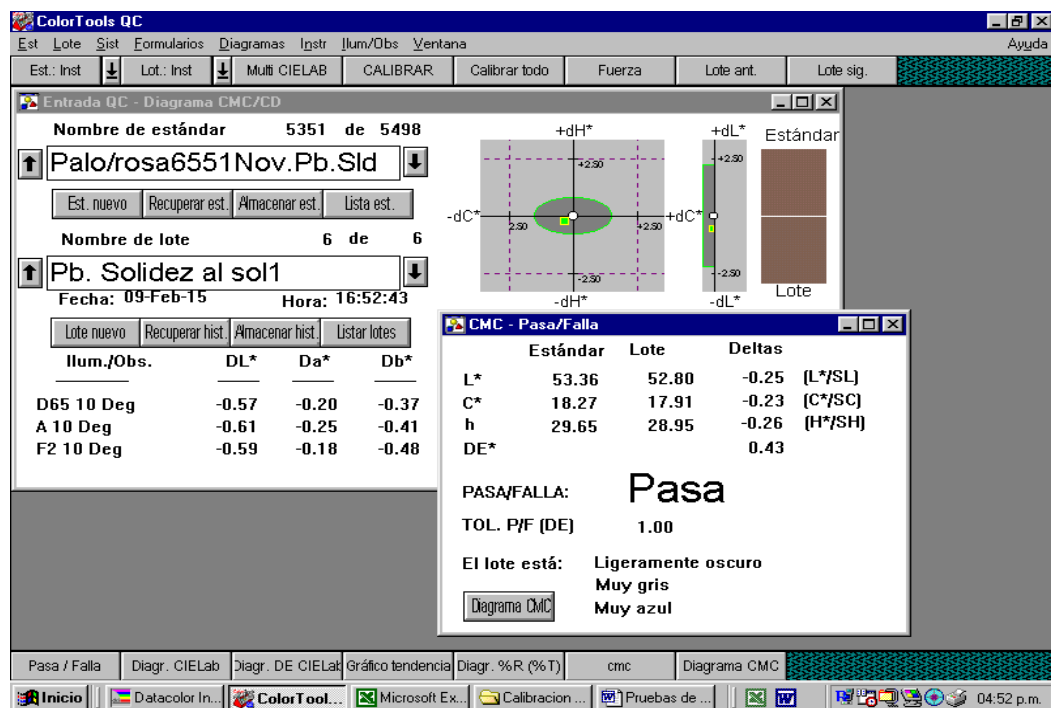 ColorTools QC
Est Lote Sist Formularios Diagramas Instr Ilum/Obs Ventana Ayuda
Est.: Inst Lot.: Inst Multi CIELAB CALIBRAR Calibrar todo Fuerza Lote ant. Lote sig.
Entrada QC - Diagrama CMC/CD
Nombre de estándar 5351 de 5498
Palo/rosa6551Nov.Pb.Sld
Est. nuevo Recuperar est. Almacenar est. Lista est.
Nombre de lote 6 de 6
Pb. Solidez al sol1
Fecha: 09-Feb-15 Hora: 16:52:43
Lote nuevo Recuperar hist. Almacenar hist. Listar lotes
Ilum./Obs. DL* Da* Db*
D65 10 Deg -0.57 -0.20 -0.37
A 10 Deg -0.61 -0.25 -0.41
F2 10 Deg -0.59 -0.18 -0.48
+dH*
+2.50
-dC* 2.50 +2.50 +dC*
-2.50
-dH*
+dL*
+2.50
-2.50
-dL*
Estándar
Lote
CMC - Pasa/Falla
Estándar Lote Deltas
L* 53.36 52.80 -0.25 (L*/SL)
C* 18.27 17.91 -0.23 (C*/SC)
h 29.65 28.95 -0.26 (H*/SH)
DE* 0.43
PASA/FALLA: Pasa
TOL. P/F (DE) 1.00
El lote está: Ligeramente oscuro
Muy gris
Muy azul
Diagrama CMC
Pasa / Falla Diagr. CIELab Diagr. DE CIELab Gráfico tendencia Diagr. %R (%T) cmc Diagrama CMC
Inicio Datacolor In... ColorTool... Microsoft Ex... Calibracion ... Pruebas de ... 04:52 p.m.